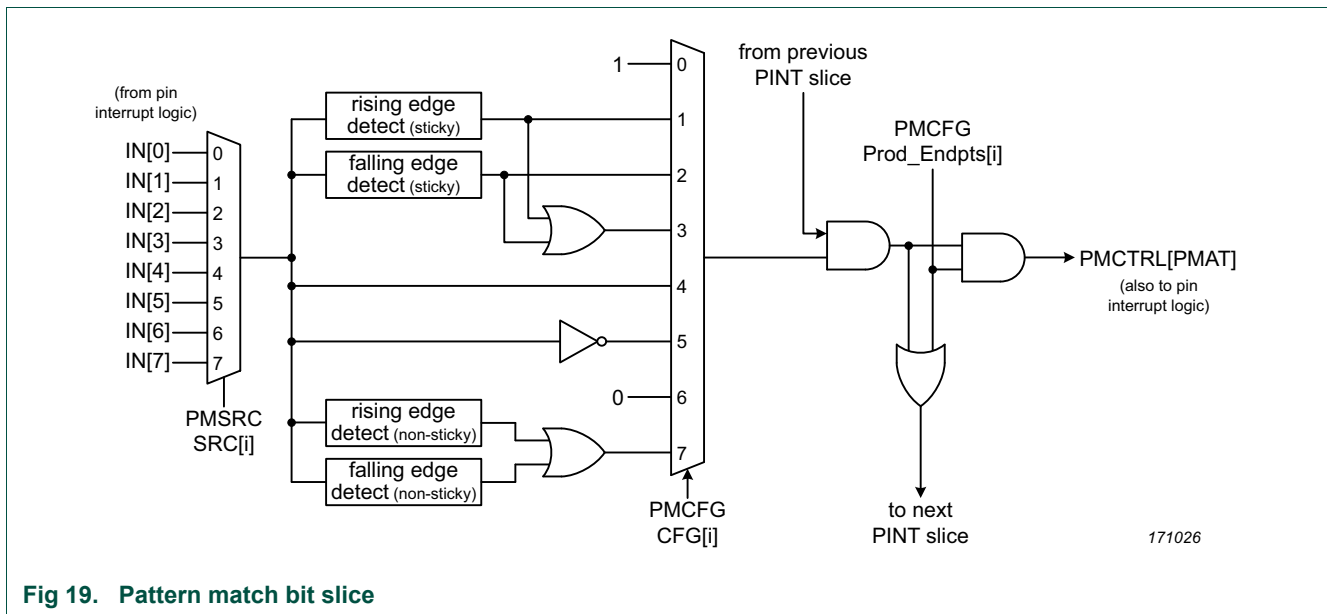 (from pin
interrupt logic)
IN[0]
IN[1]
IN[2]
IN[3]
IN[4]
IN[5]
IN[6]
IN[7]
0
1
2
3
4
5
6
7
PMSRC
SRC[i]
rising edge
detect (sticky)
falling edge
detect (sticky)
rising edge
detect (non-sticky)
falling edge
detect (non-sticky)
1
0
0
1
2
3
4
5
6
7
PMCFG
CFG[i]
from previous
PINT slice
PMCFG
Prod_Endpts[i]
PMCTRL[PMAT]
(also to pin
interrupt logic)
to next
PINT slice
171026
Fig 19. Pattern match bit slice